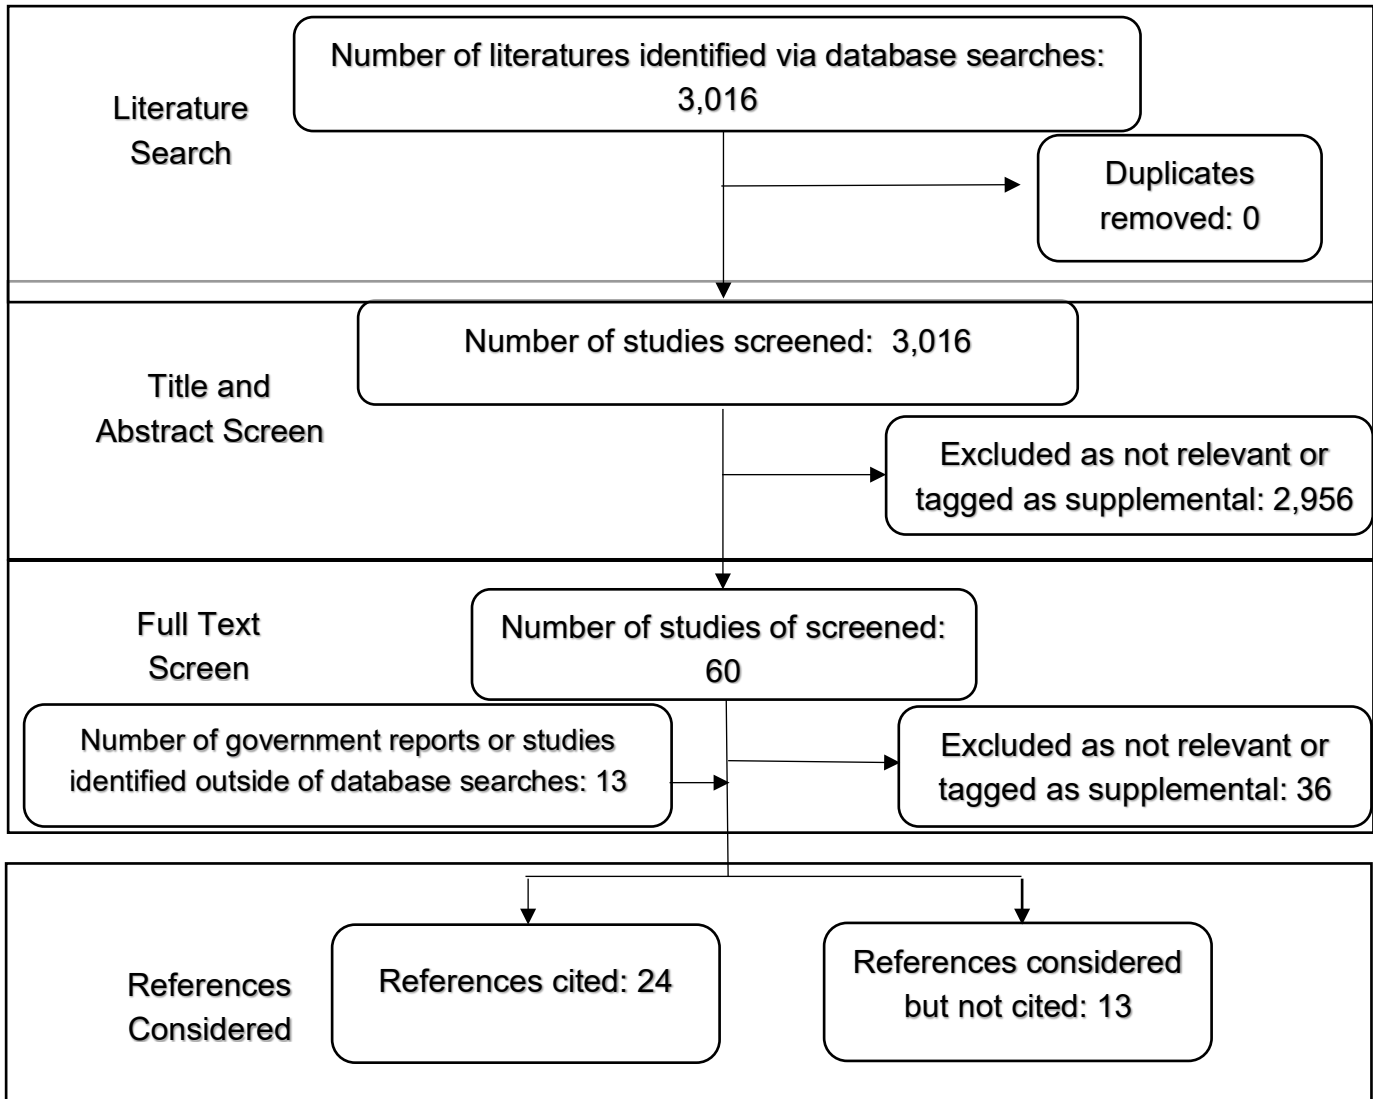 Number of literatures identified via database searches:
3,016
Literature
Search
Duplicates
removed: 0
Number of studies screened:  3,016
Title and
Abstract Screen
Excluded as not relevant or
tagged as supplemental: 2,956
Full Text
Screen
Number of studies of screened:
60
Number of government reports or studies
identified outside of database searches: 13
Excluded as not relevant or
tagged as supplemental: 36
References
Considered
References cited: 24
References considered
but not cited: 13